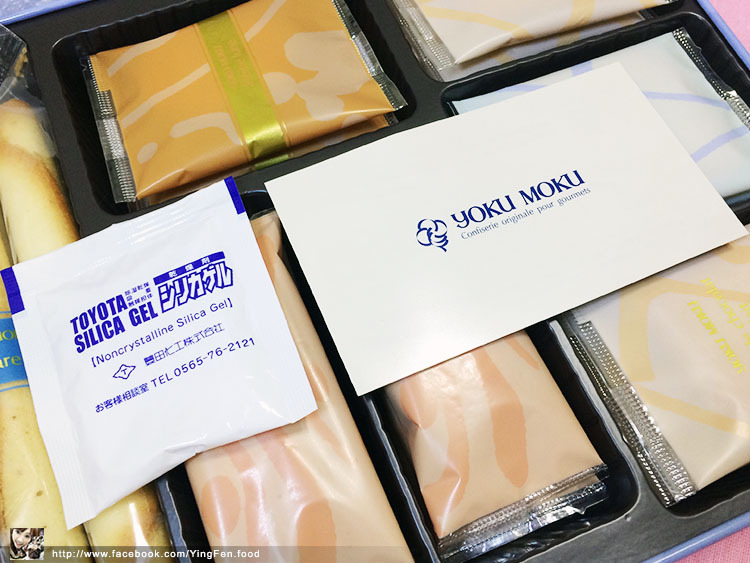 YOKU MOKU
Confiserie originale pour gourmets
乾燥剤
TOYOTA
SILICA GEL
シリカゲル
[Noncrystalline Silica Gel]
豊田化工株式会社
お客様相談室 TEL 0565-76-2121
http://www.facebook.com/YingFen.food